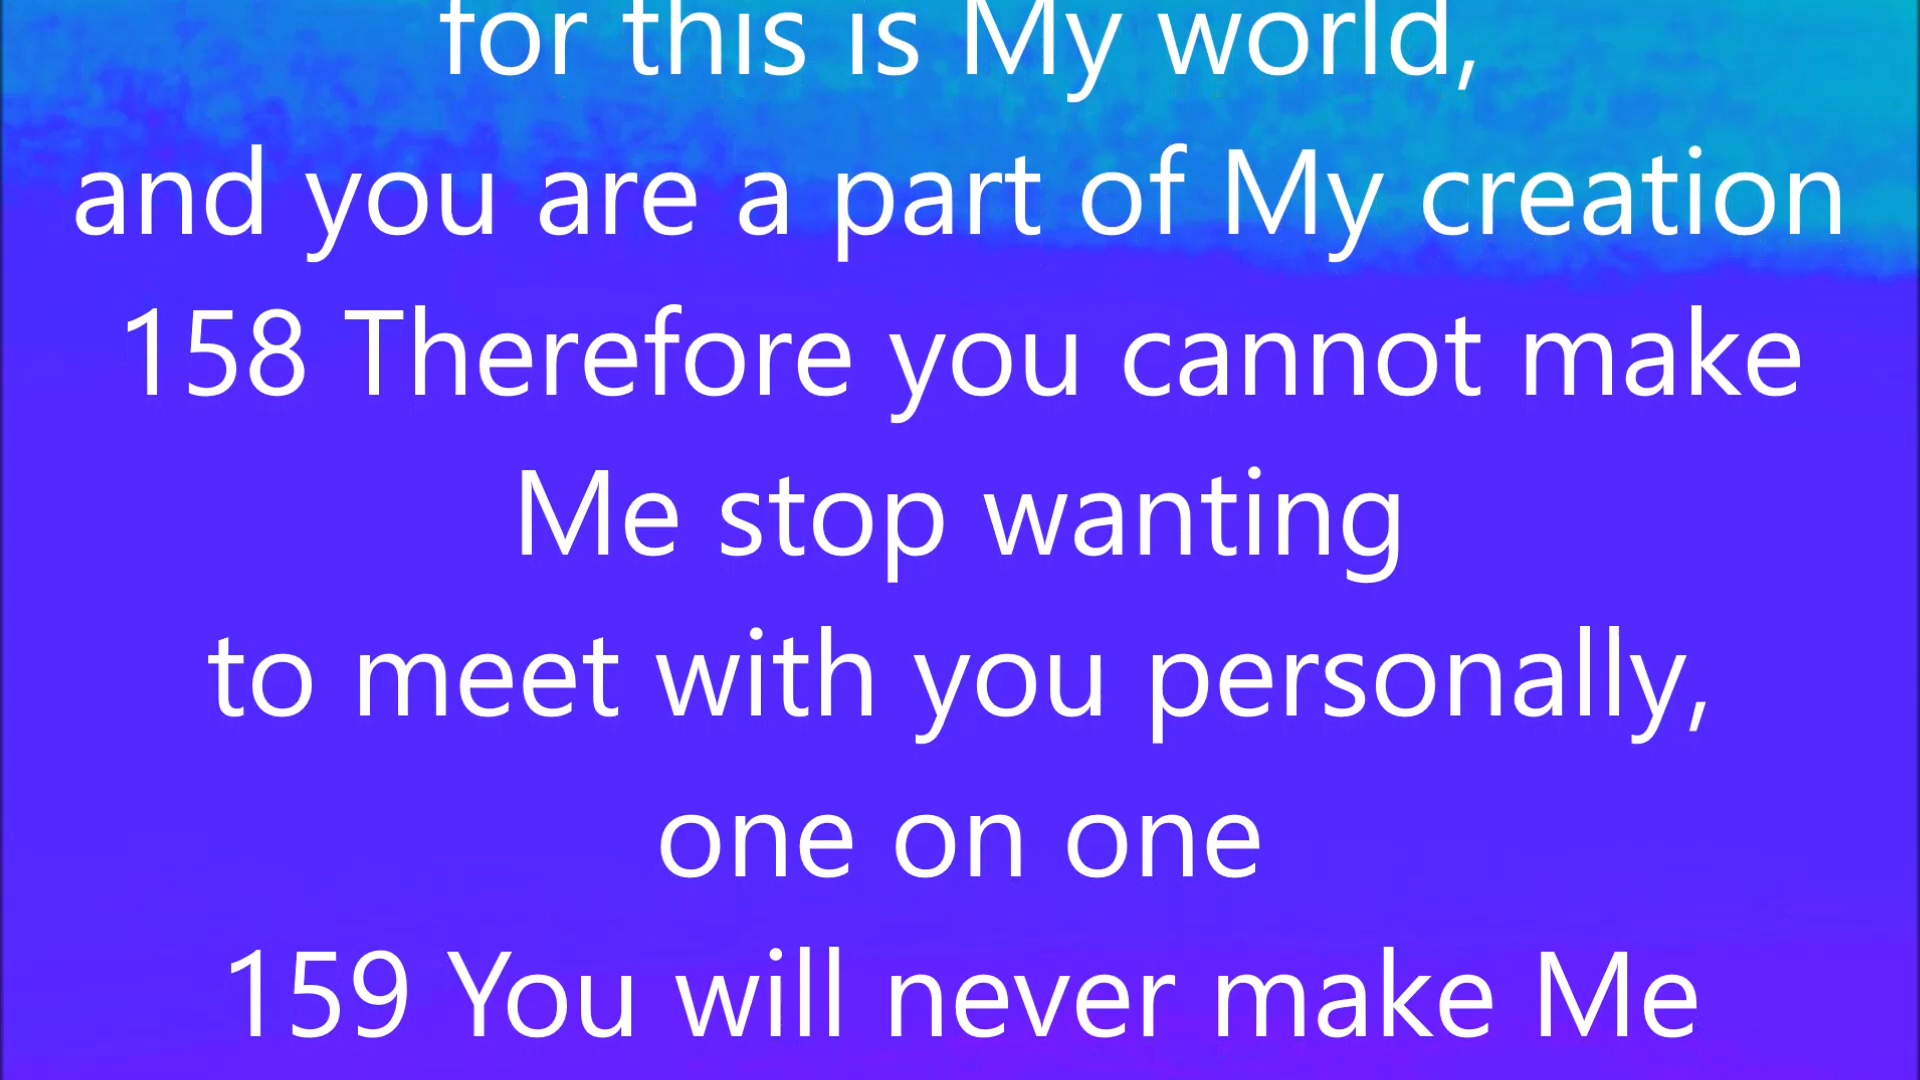 for this is My world,
and you are a part of My creation
158 Therefore you cannot make
Me stop wanting
to meet with you personally,
one on one
159 You will never make Me